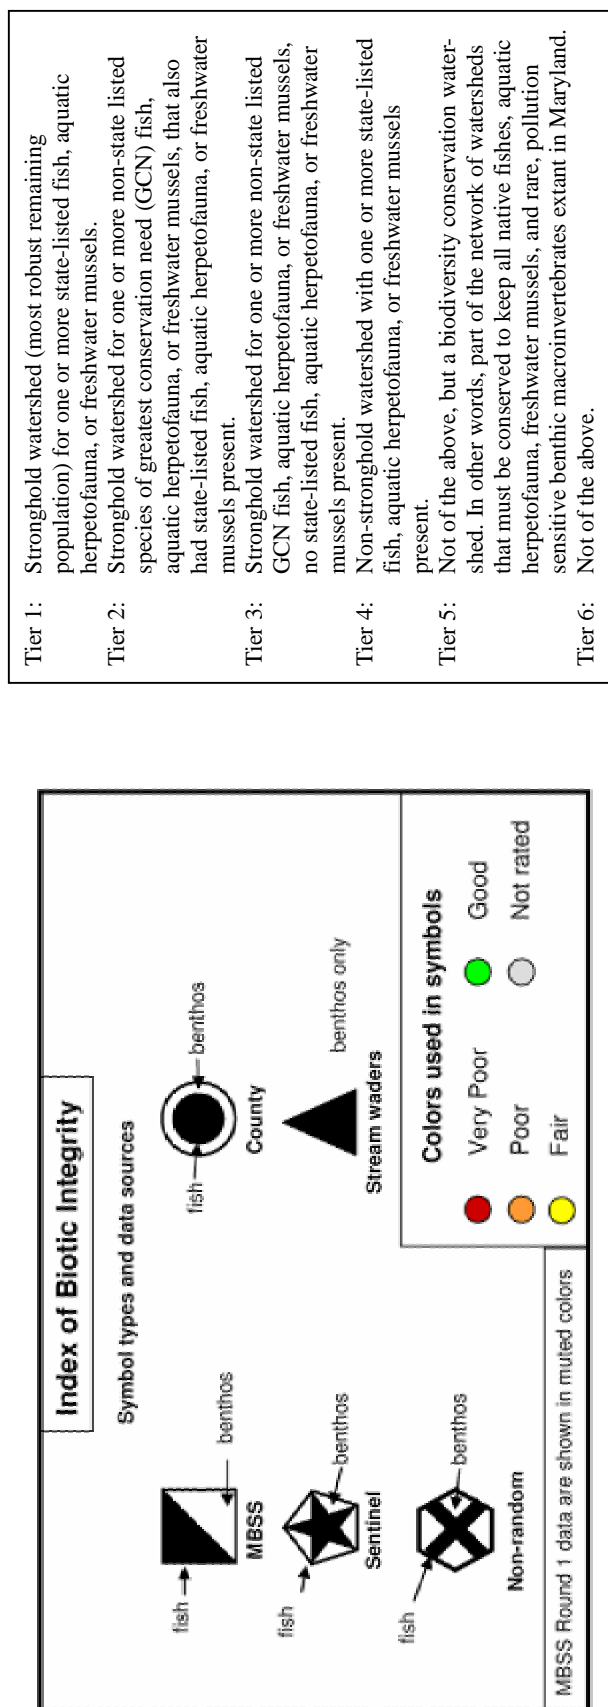 Index of Biotic Integrity
Symbol types and data sources
fish
benthos
MBSS
fish
benthos
County
fish
benthos
Sentinel
benthos only
Stream waders
fish
benthos
Non-random
Colors used in symbols
Very Poor
Good
Poor
Not rated
Fair
MBSS Round 1 data are shown in muted colors
Tier 1: Stronghold watershed (most robust remaining
population) for one or more state-listed fish, aquatic
herpetofauna, or freshwater mussels.
Tier 2: Stronghold watershed for one or more non-state listed
species of greatest conservation need (GCN) fish,
aquatic herpetofauna, or freshwater mussels, that also
had state-listed fish, aquatic herpetofauna, or freshwater
mussels present.
Tier 3: Stronghold watershed for one or more non-state listed
GCN fish, aquatic herpetofauna, or freshwater mussels,
no state-listed fish, aquatic herpetofauna, or freshwater
mussels present.
Tier 4: Non-stronghold watershed with one or more state-listed
fish, aquatic herpetofauna, or freshwater mussels
present.
Tier 5: Not of the above, but a biodiversity conservation water-
shed. In other words, part of the network of watersheds
that must be conserved to keep all native fishes, aquatic
herpetofauna, freshwater mussels, and rare, pollution
sensitive benthic macroinvertebrates extant in Maryland.
Tier 6: Not of the above.